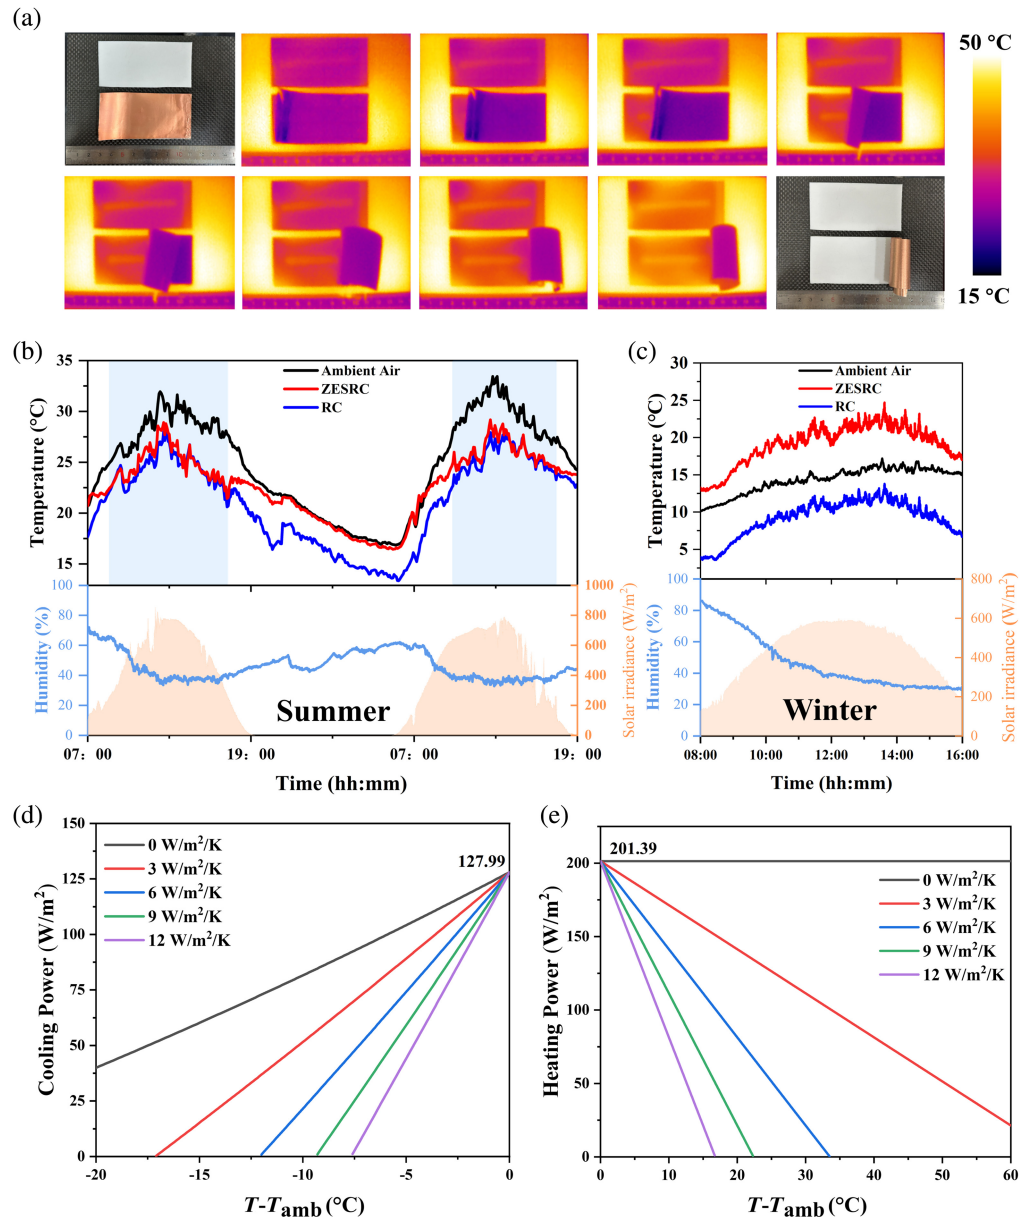 (a)
50 °C
15 °C
(b)
35
30
25
20
15
Temperature (°C)
Ambient Air
ZESRC
RC
100
80
60
40
20
0
Humidity (%)
1000
800
600
400
200
0
Solar irradiance (W/m²)
Summer
07: 00
19: 00
07: 00
19: 00
Time (hh:mm)
(c)
30
25
20
15
10
5
Temperature (°C)
Ambient Air
ZESRC
RC
100
80
60
40
20
0
Humidity (%)
800
600
400
200
0
Solar irradiance (W/m²)
Winter
08:00
10:00
12:00
14:00
16:00
Time (hh:mm)
(d)
150
125
100
75
50
25
0
Cooling Power (W/m²)
0 W/m²/K
3 W/m²/K
6 W/m²/K
9 W/m²/K
12 W/m²/K
127.99
-20
-15
-10
-5
0
T-Tamb (°C)
(e)
200
150
100
50
0
Heating Power (W/m²)
201.39
0 W/m²/K
3 W/m²/K
6 W/m²/K
9 W/m²/K
12 W/m²/K
0
10
20
30
40
50
60
T-Tamb (°C)